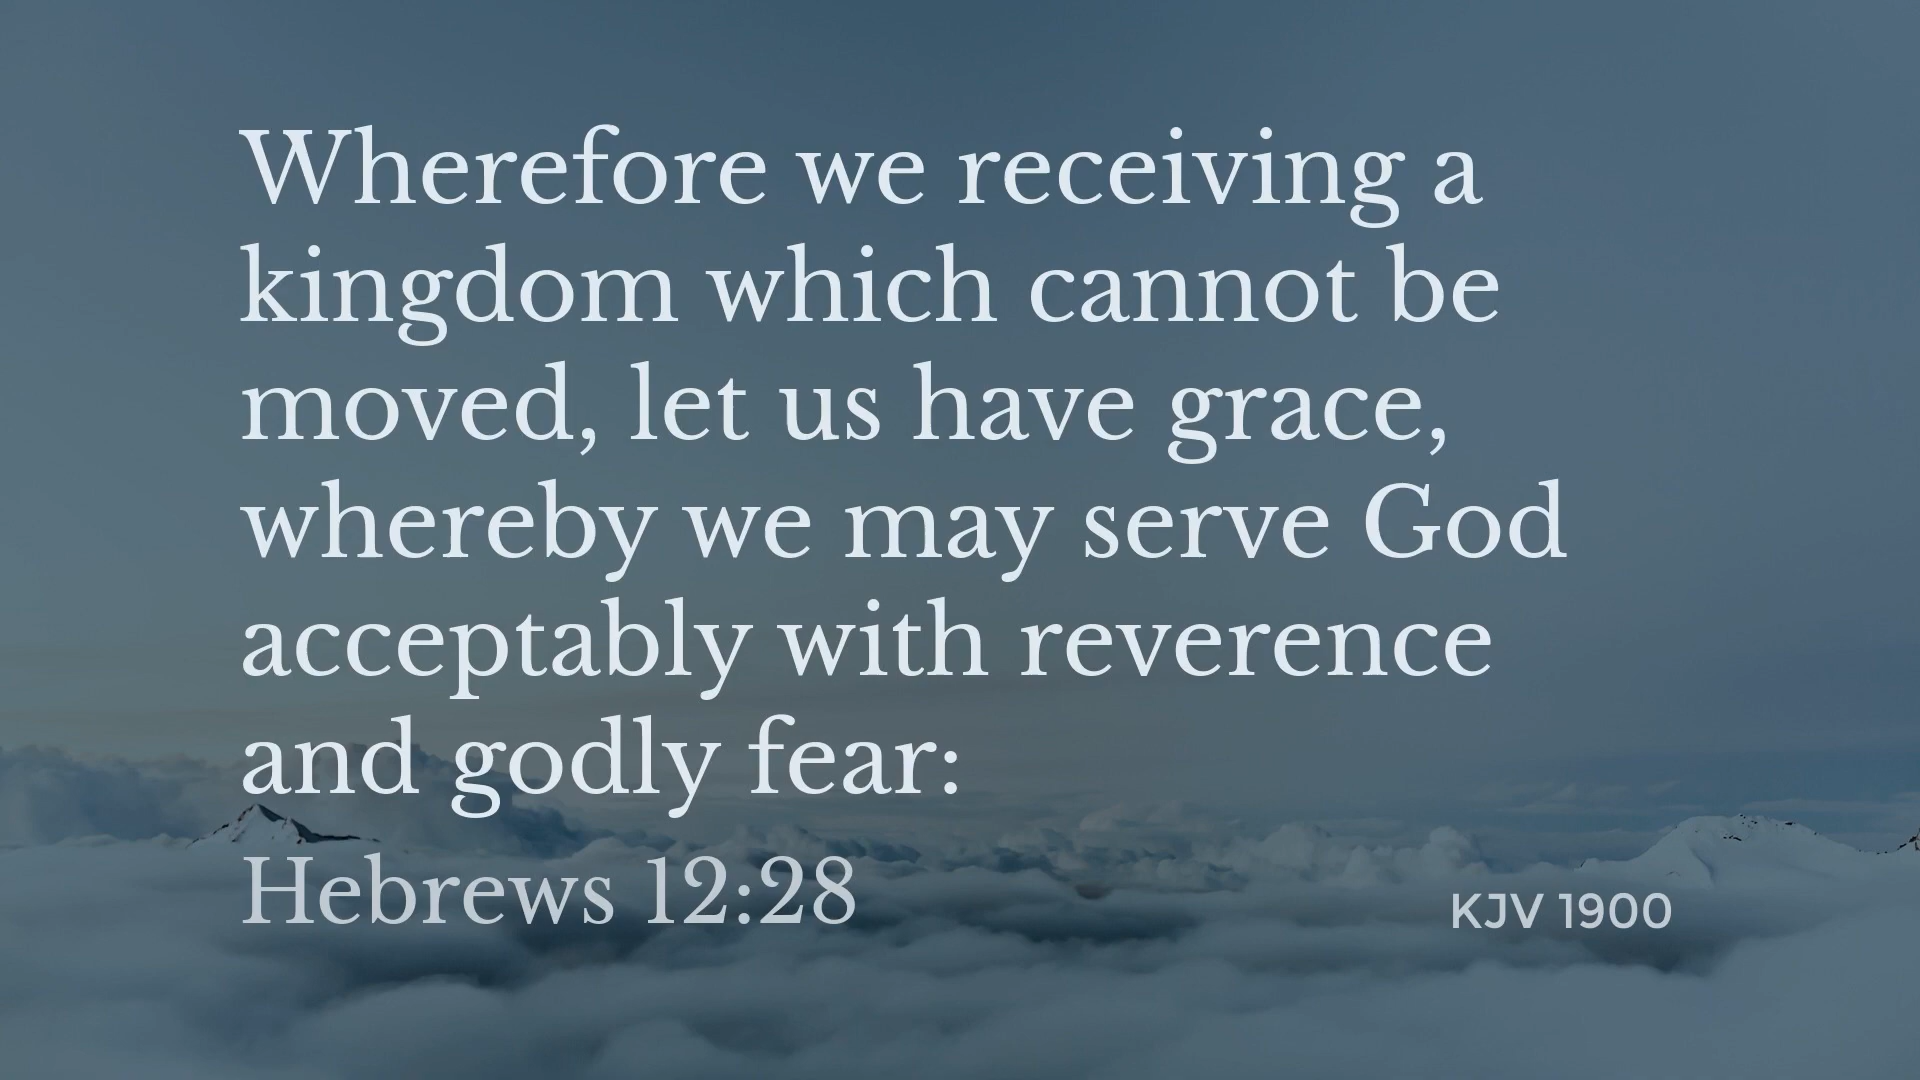 Wherefore we receiving a
kingdom which cannot be
moved, let us have grace,
whereby we may serve God
acceptably with reverence
and godly fear:
Hebrews 12:28
KJV 1900